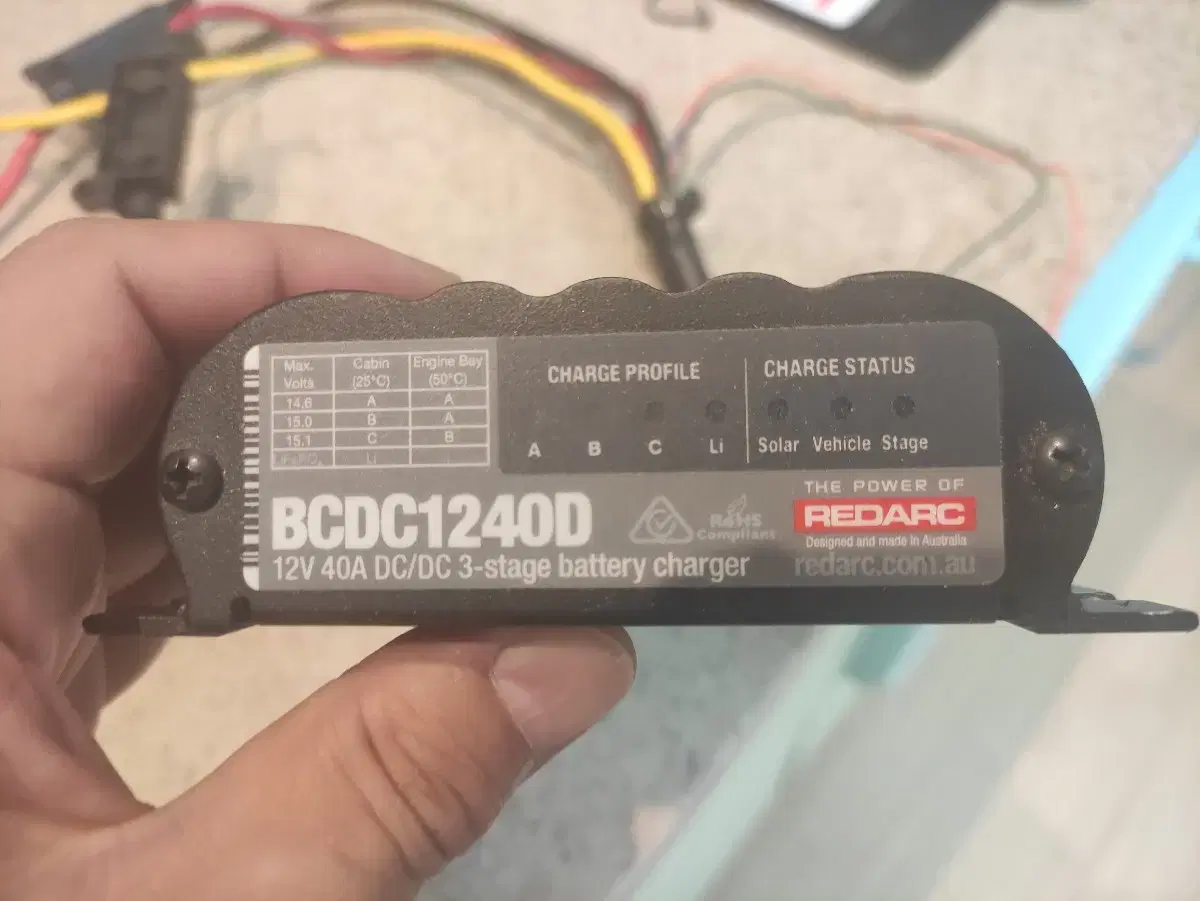 Max. Volts Cabin (25°C) Engine Bay (50°C)
14.6 A A
15.0 B A
15.1 C B
LiFePO₄ Li
CHARGE PROFILE
A B C Li
CHARGE STATUS
Solar Vehicle Stage
BCDC1240D
12V 40A DC/DC 3-stage battery charger
RoHS
Compliant
THE POWER OF
REDARC
Designed and made in Australia
redarc.com.au